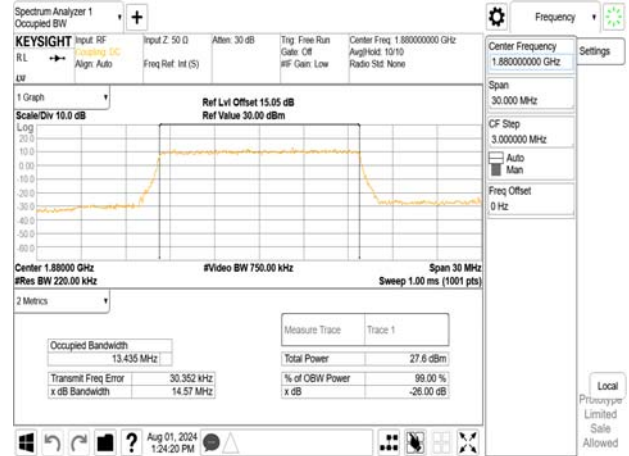 Spectrum Analyzer 1
Occupied BW
Frequency
KEYSIGHT
Input: RF
Coupling: DC
Align: Auto
Input Z: 50 Ω
Freq Ref: Int (S)
Atten: 30 dB
Trig: Free Run
Gate: Off
#IF Gain: Low
Center Freq: 1.880000000 GHz
Avg|Hold: 10/10
Radio Std: None
RL
LV
Center Frequency
1.880000000 GHz
Settings
Span
30.000 MHz
CF Step
3.000000 MHz
Auto
Man
Freq Offset
0 Hz
1 Graph
Ref Lvl Offset 15.05 dB
Scale/Div 10.0 dB
Ref Value 30.00 dBm
Log
20.0
10.0
0.00
-10.0
-20.0
-30.0
-40.0
-50.0
-60.0
Center 1.88000 GHz
#Video BW 750.00 kHz
Span 30 MHz
#Res BW 220.00 kHz
Sweep 1.00 ms (1001 pts)
2 Metrics
Measure Trace
Trace 1
Occupied Bandwidth
13.435 MHz
Total Power
27.6 dBm
Transmit Freq Error
30.352 kHz
% of OBW Power
99.00 %
x dB Bandwidth
14.57 MHz
x dB
-26.00 dB
Local
Prototype
Limited
Sale
Allowed
?
Aug 01, 2024
1:24:20 PM